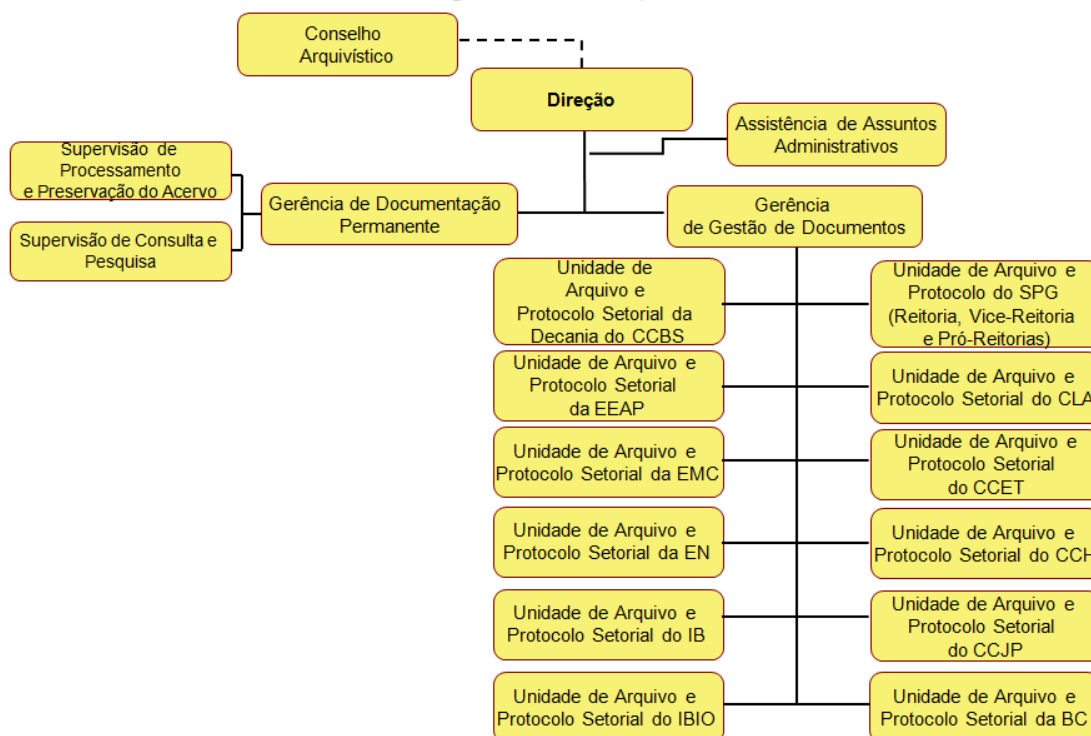 Conselho
Arquivístico
Direção
Assistência de Assuntos
Administrativos
Supervisão de
Processamento
e Preservação do Acervo
Gerência de Documentação
Permanente
Supervisão de Consulta e
Pesquisa
Gerência
de Gestão de Documentos
Unidade de
Arquivo e
Protocolo Setorial da
Decania do CCBS
Unidade de Arquivo e
Protocolo do SPG
(Reitoria, Vice-Reitoria
e Pró-Reitorias)
Unidade de Arquivo e
Protocolo Setorial
da EEAP
Unidade de Arquivo e
Protocolo Setorial do CLA
Unidade de Arquivo e
Protocolo Setorial da EMC
Unidade de Arquivo e
Protocolo Setorial
do CCET
Unidade de Arquivo e
Protocolo Setorial da EN
Unidade de Arquivo e
Protocolo Setorial do CCH
Unidade de Arquivo e
Protocolo Setorial do IB
Unidade de Arquivo e
Protocolo Setorial
do CCJP
Unidade de Arquivo e
Protocolo Setorial do IBIO
Unidade de Arquivo e
Protocolo Setorial da BC